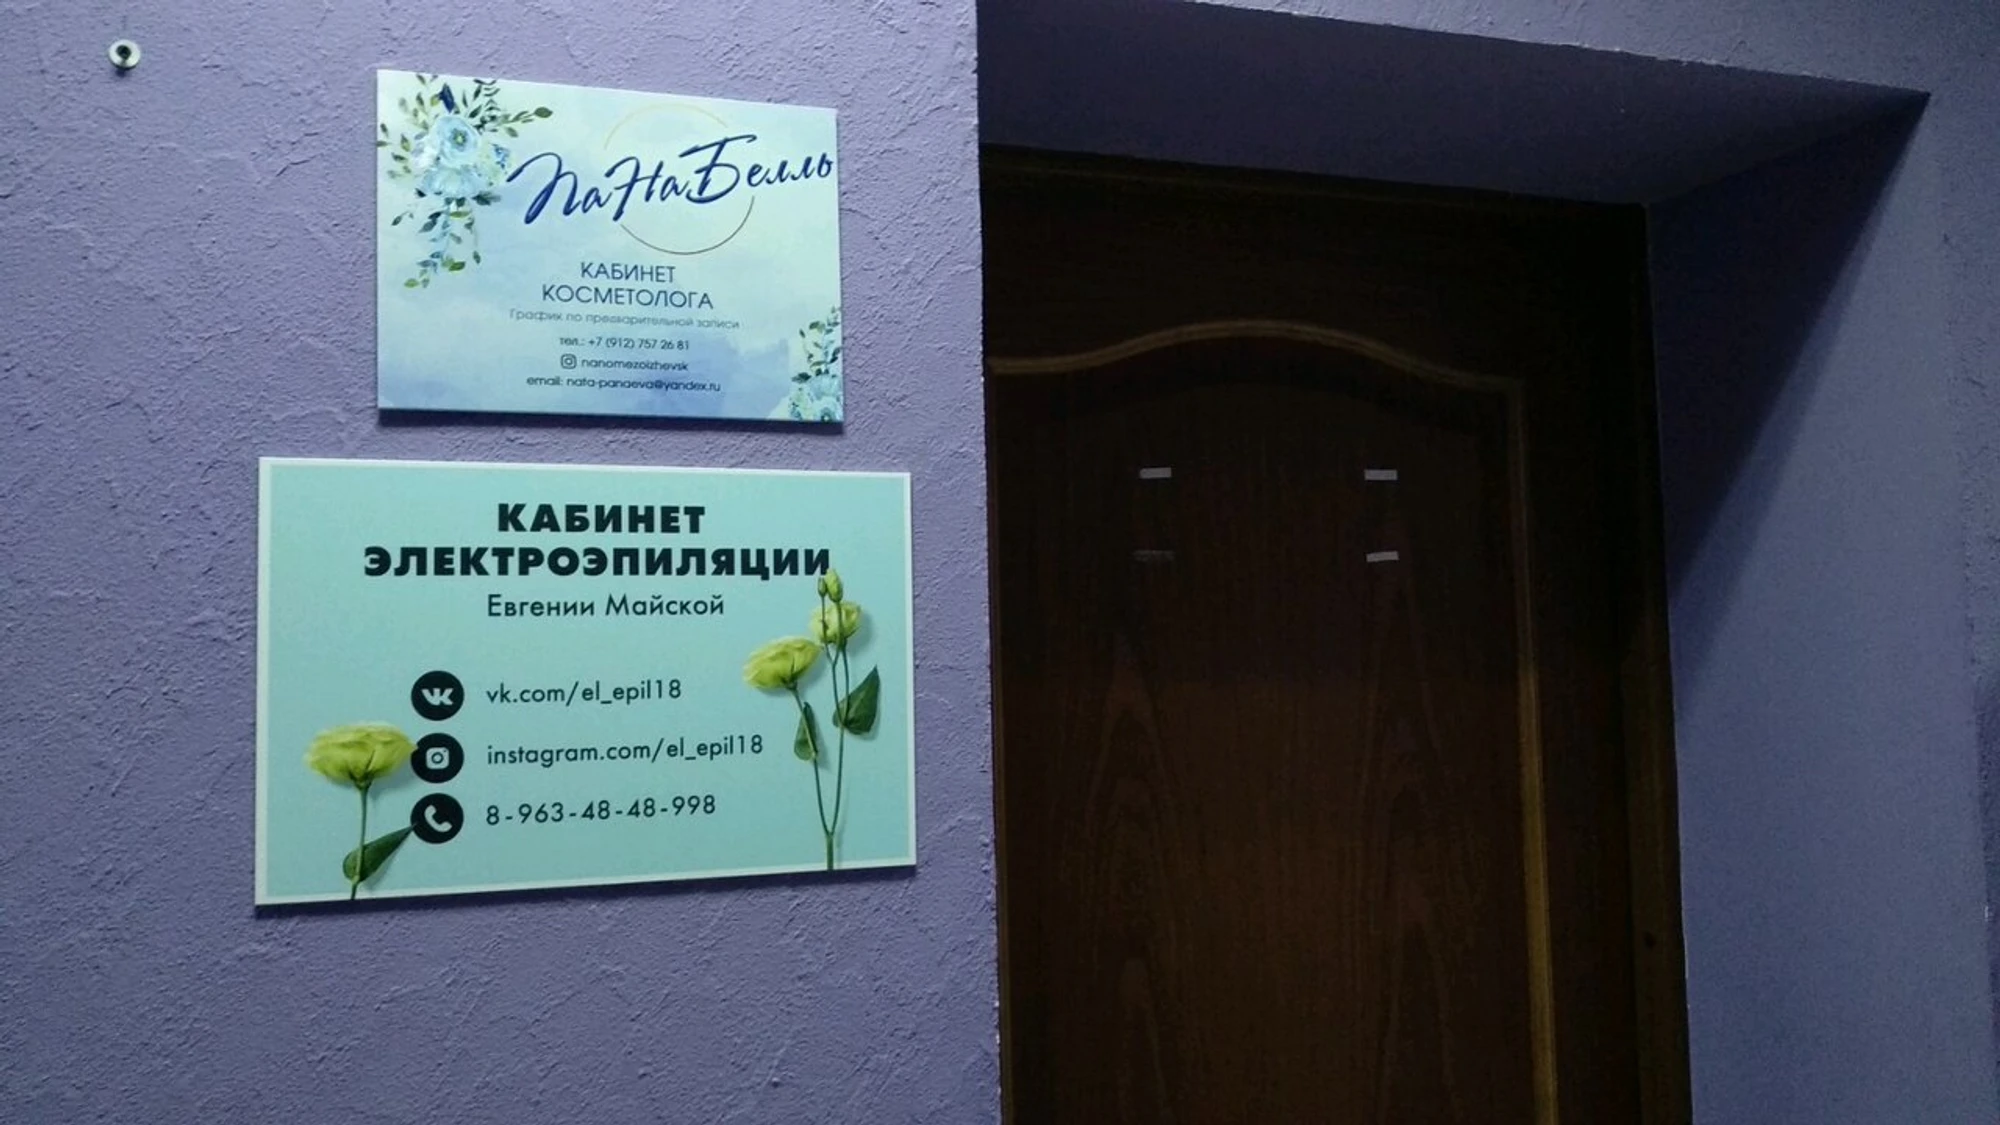 ПаНаБелль
КАБИНЕТ
КОСМЕТОЛОГА
График по предварительной записи
тел.: +7 (912) 757 26 81
nanomezoizhevsk
email: nata-panaeva@yandex.ru
КАБИНЕТ
ЭЛЕКТРОЭПИЛЯЦИИ
Евгении Майской
vk.com/el_epil18
instagram.com/el_epil18
8-963-48-48-998